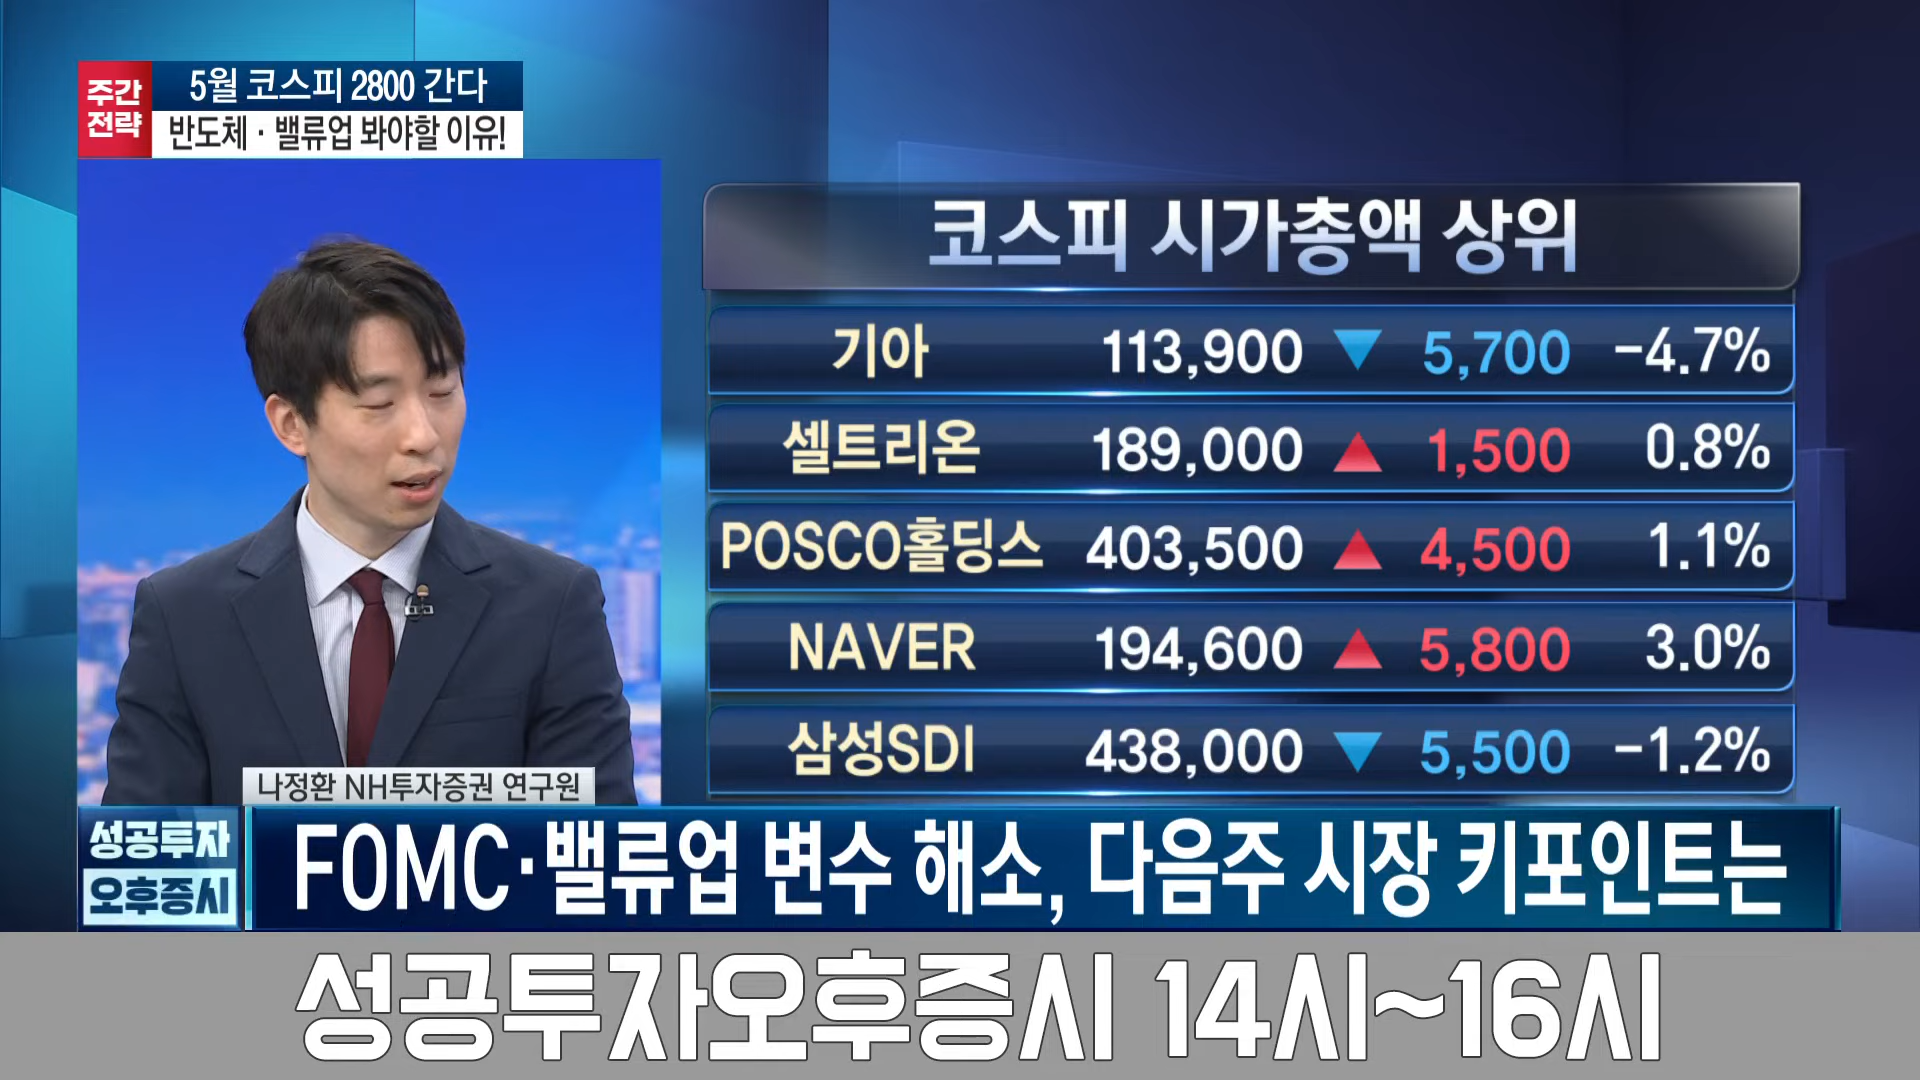 주간
전략
5월 코스피 2800 간다
반도체·밸류업 봐야할 이유!
코스피 시가총액 상위
기아 113,900 ▼ 5,700 -4.7%
셀트리온 189,000 ▲ 1,500 0.8%
POSCO홀딩스 403,500 ▲ 4,500 1.1%
NAVER 194,600 ▲ 5,800 3.0%
삼성SDI 438,000 ▼ 5,500 -1.2%
나정환 NH투자증권 연구원
성공투자
오후증시
FOMC·밸류업 변수 해소, 다음주 시장 키포인트는
성공투자오후증시 14시~16시